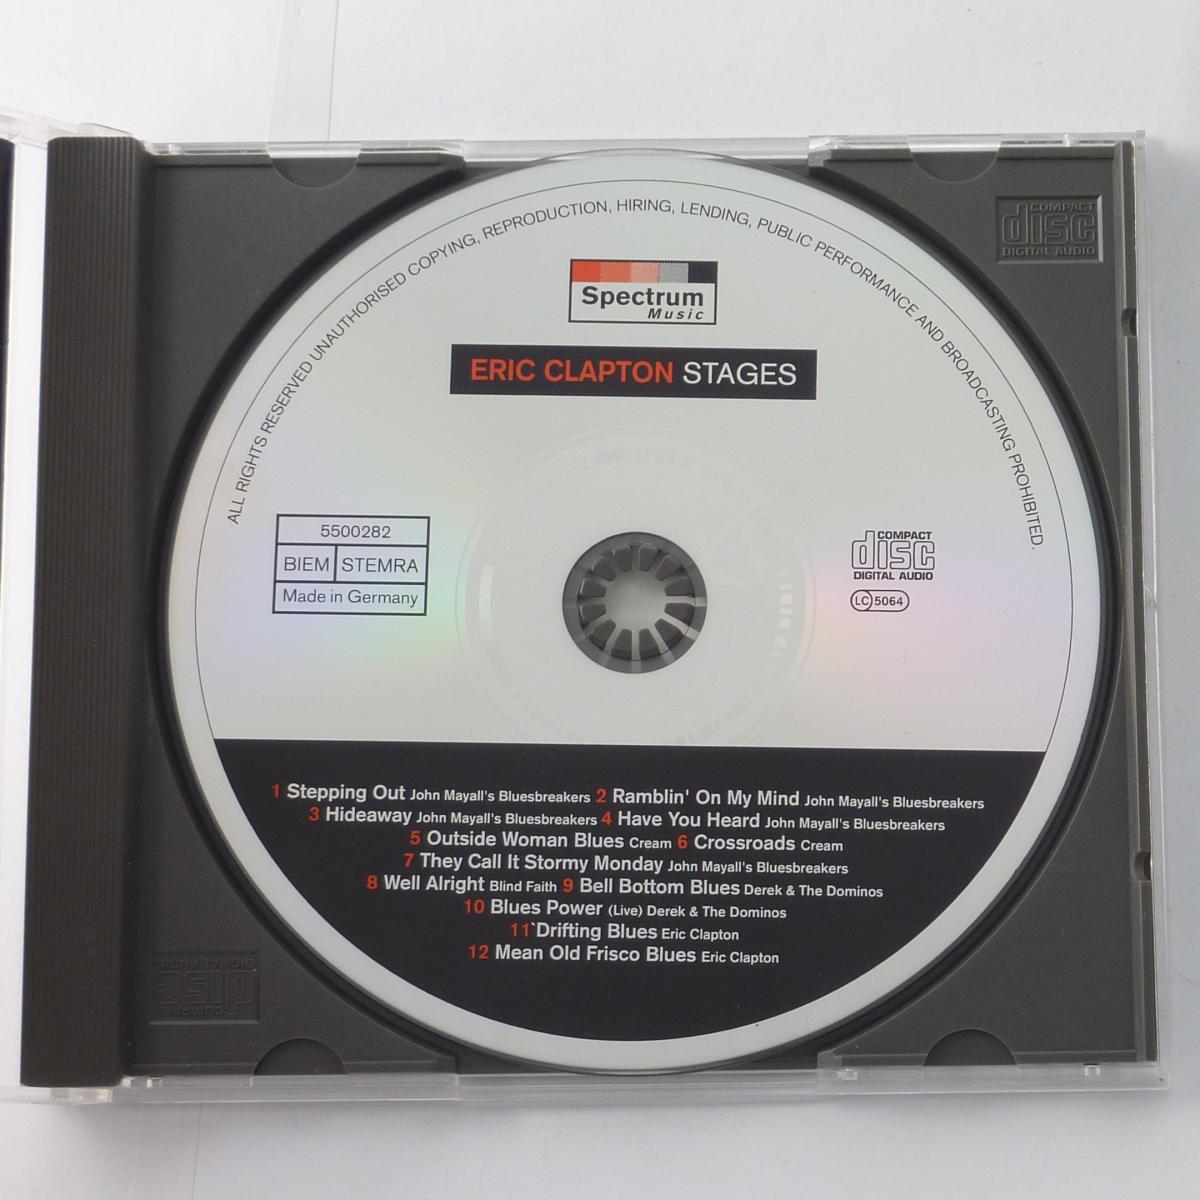 ALL RIGHTS RESERVED UNAUTHORISED COPYING, REPRODUCTION, HIRING, LENDING, PUBLIC PERFORMANCE AND BROADCASTING PROHIBITED.
COMPACT
disc
DIGITAL AUDIO
Spectrum
Music
ERIC CLAPTON STAGES
5500282
BIEM STEMRA
Made in Germany
COMPACT
disc
DIGITAL AUDIO
LC 5064
1 Stepping Out John Mayall's Bluesbreakers 2 Ramblin' On My Mind John Mayall's Bluesbreakers
3 Hideaway John Mayall's Bluesbreakers 4 Have You Heard John Mayall's Bluesbreakers
5 Outside Woman Blues Cream 6 Crossroads Cream
7 They Call It Stormy Monday John Mayall's Bluesbreakers
8 Well Alright Blind Faith 9 Bell Bottom Blues Derek & The Dominos
10 Blues Power (Live) Derek & The Dominos
11 Drifting Blues Eric Clapton
12 Mean Old Frisco Blues Eric Clapton
COMPACT
disc
DIGITAL AUDIO